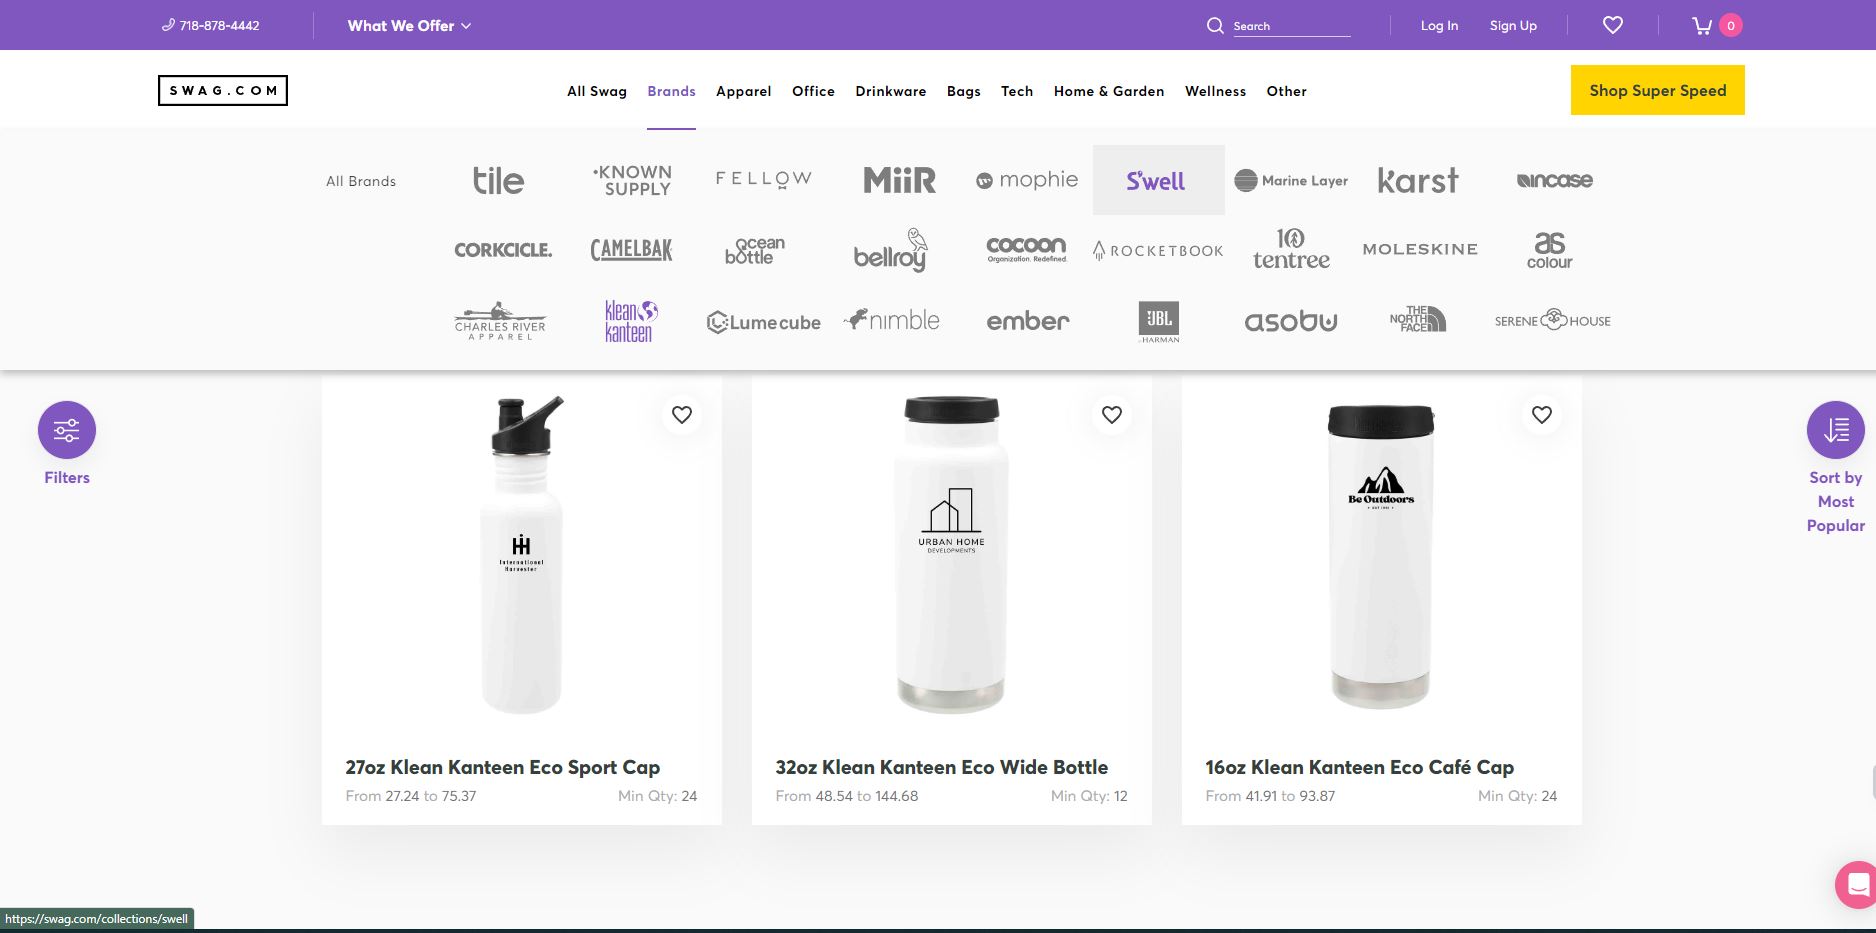 718-878-4442
What We Offer
Search
Log In
Sign Up
0
SWAG.COM
All Swag
Brands
Apparel
Office
Drinkware
Bags
Tech
Home & Garden
Wellness
Other
Shop Super Speed
All Brands
tile
•KNOWN
SUPPLY
FELLOW
MiiR
mophie
S'well
Marine Layer
karst
incase
CORKCICLE.
CAMELBAK
ocean
bottle
bellroy
cocoon
Organization. Redefined.
ROCKETBOOK
10
tentree
MOLESKINE
as
colour
CHARLES RIVER
APPAREL
klean
kanteen
Lume cube
nimble
ember
JBL
HARMAN
asobu
THE
NORTH
FACE
SERENE HOUSE
Filters
Sort by
Most
Popular
International
Harvester
URBAN HOME
DEVELOPMENTS
Be Outdoors
27oz Klean Kanteen Eco Sport Cap
From 27.24 to 75.37
Min Qty: 24
32oz Klean Kanteen Eco Wide Bottle
From 48.54 to 144.68
Min Qty: 12
16oz Klean Kanteen Eco Café Cap
From 41.91 to 93.87
Min Qty: 24
https://swag.com/collections/swell